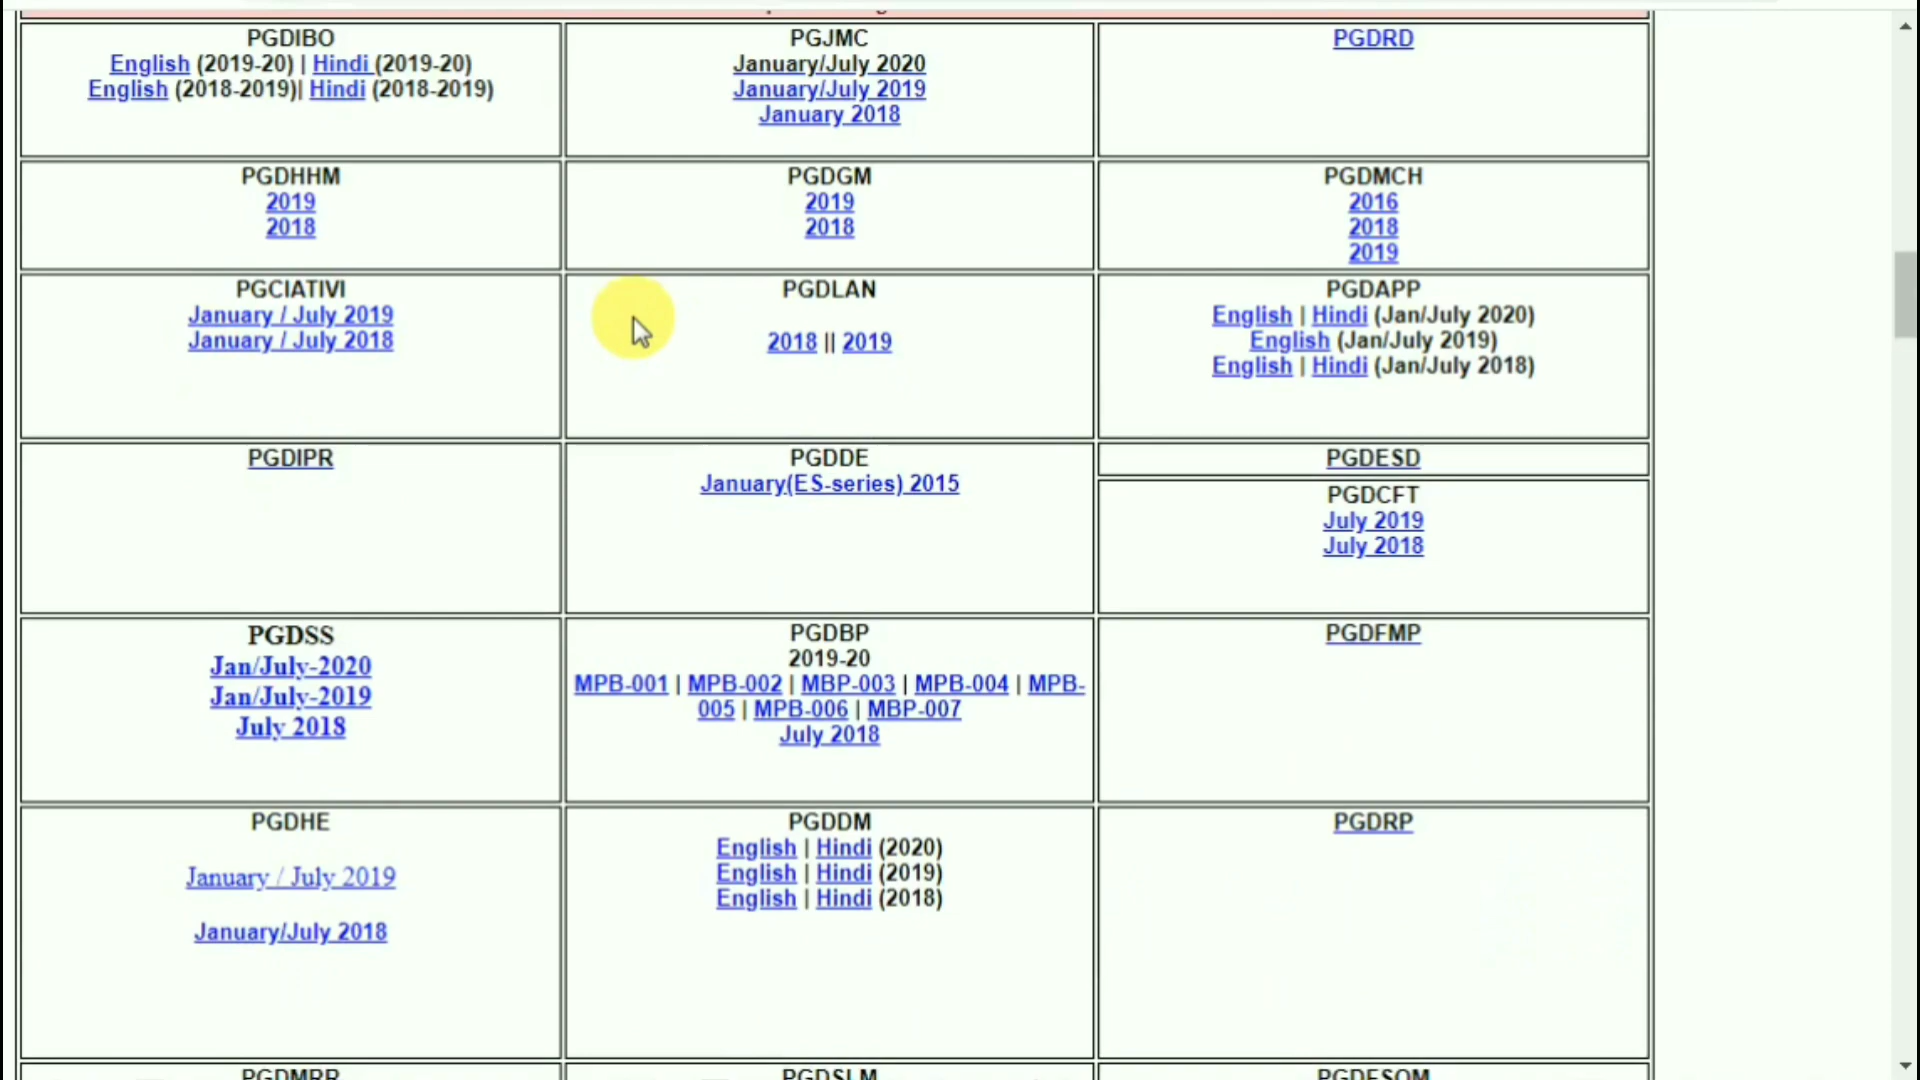 PGDIBO
English (2019-20) | Hindi (2019-20)
English (2018-2019)| Hindi (2018-2019)
PGJMC
January/July 2020
January/July 2019
January 2018
PGDRD
PGDHHM
2019
2018
PGDGM
2019
2018
PGDMCH
2016
2018
2019
PGCIATIVI
January / July 2019
January / July 2018
PGDLAN
2018 || 2019
PGDAPP
English | Hindi (Jan/July 2020)
English (Jan/July 2019)
English | Hindi (Jan/July 2018)
PGDIPR
PGDDE
January(ES-series) 2015
PGDESD
PGDCFT
July 2019
July 2018
PGDSS
Jan/July-2020
Jan/July-2019
July 2018
PGDBP
2019-20
MPB-001 | MPB-002 | MBP-003 | MPB-004 | MPB-
005 | MPB-006 | MBP-007
July 2018
PGDFMP
PGDHE
January / July 2019
January/July 2018
PGDDM
English | Hindi (2020)
English | Hindi (2019)
English | Hindi (2018)
PGDRP
PGDMRR
PGDSLM
PGDESOM